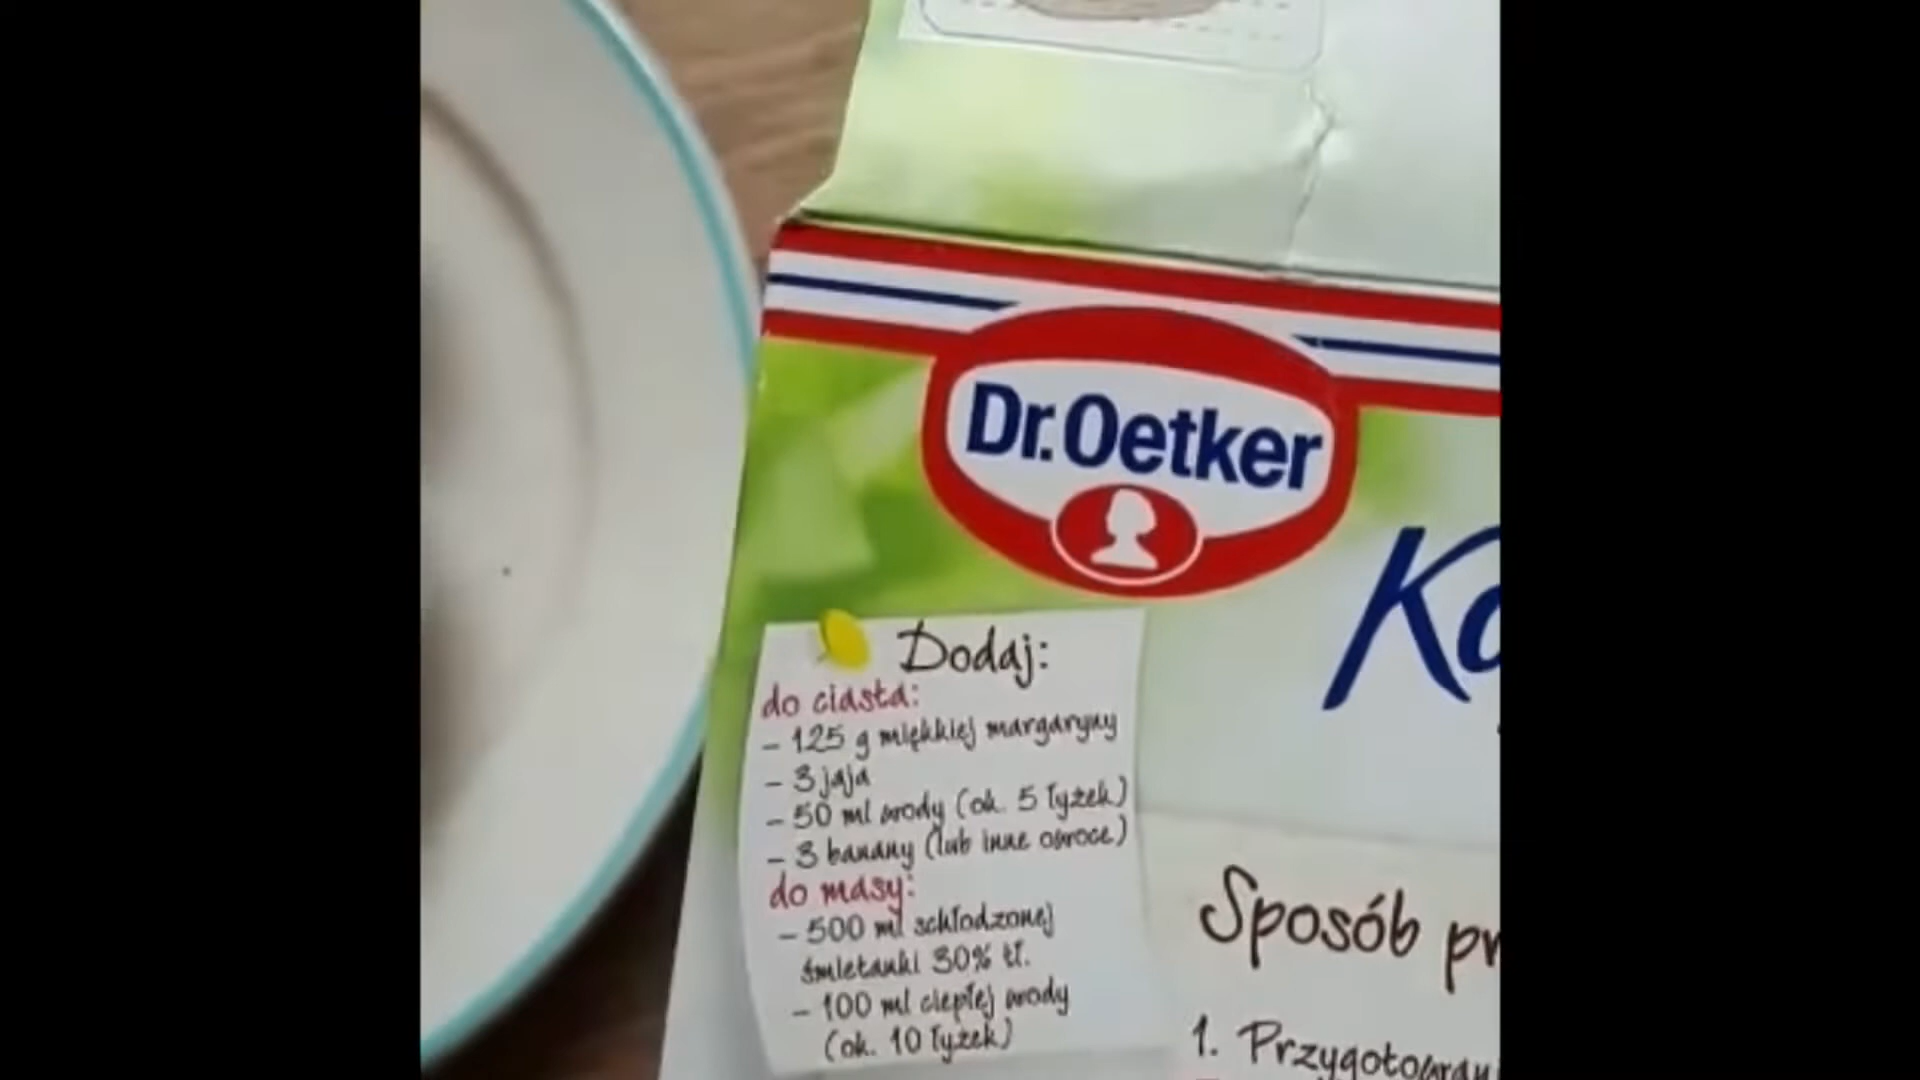 Dr.Oetker
Dodaj:
do ciasta:
– 125 g miękkiej margaryny
– 3 jaja
– 50 ml wody (ok. 5 łyżek)
– 3 banany (lub inne owoce)
do masy:
– 500 ml schłodzonej
śmietanki 30% tł.
– 100 ml ciepłej wody
(ok. 10 łyżek)
Sposób
1.